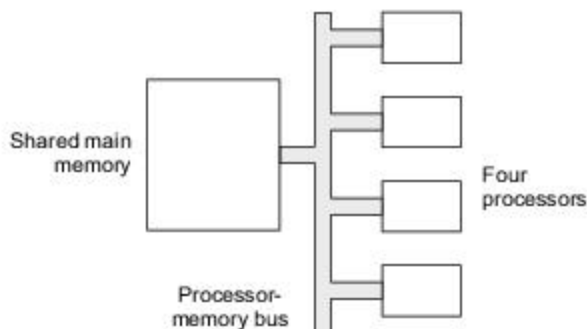 Shared main
memory
Four
processors
Processor-
memory bus